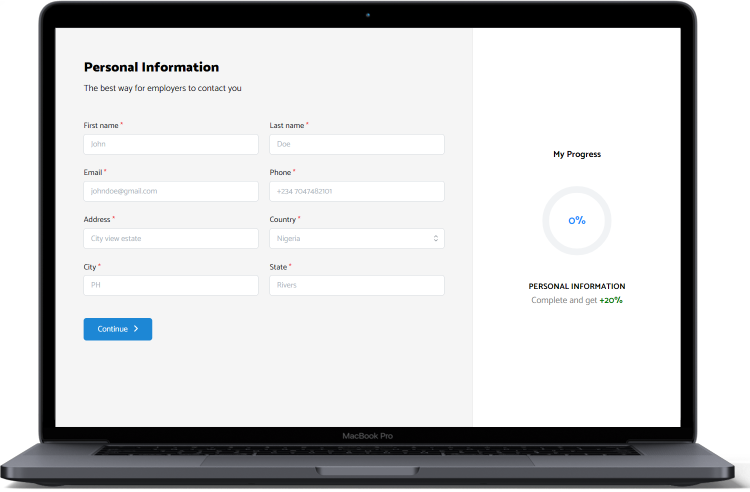 Personal Information
The best way for employers to contact you
First name *
Last name *
John
Doe
Email *
Phone *
johndoe@gmail.com
+234 7047482101
Address *
Country *
City view estate
Nigeria
City *
State *
PH
Rivers
Continue
My Progress
0%
PERSONAL INFORMATION
Complete and get +20%
MacBook Pro